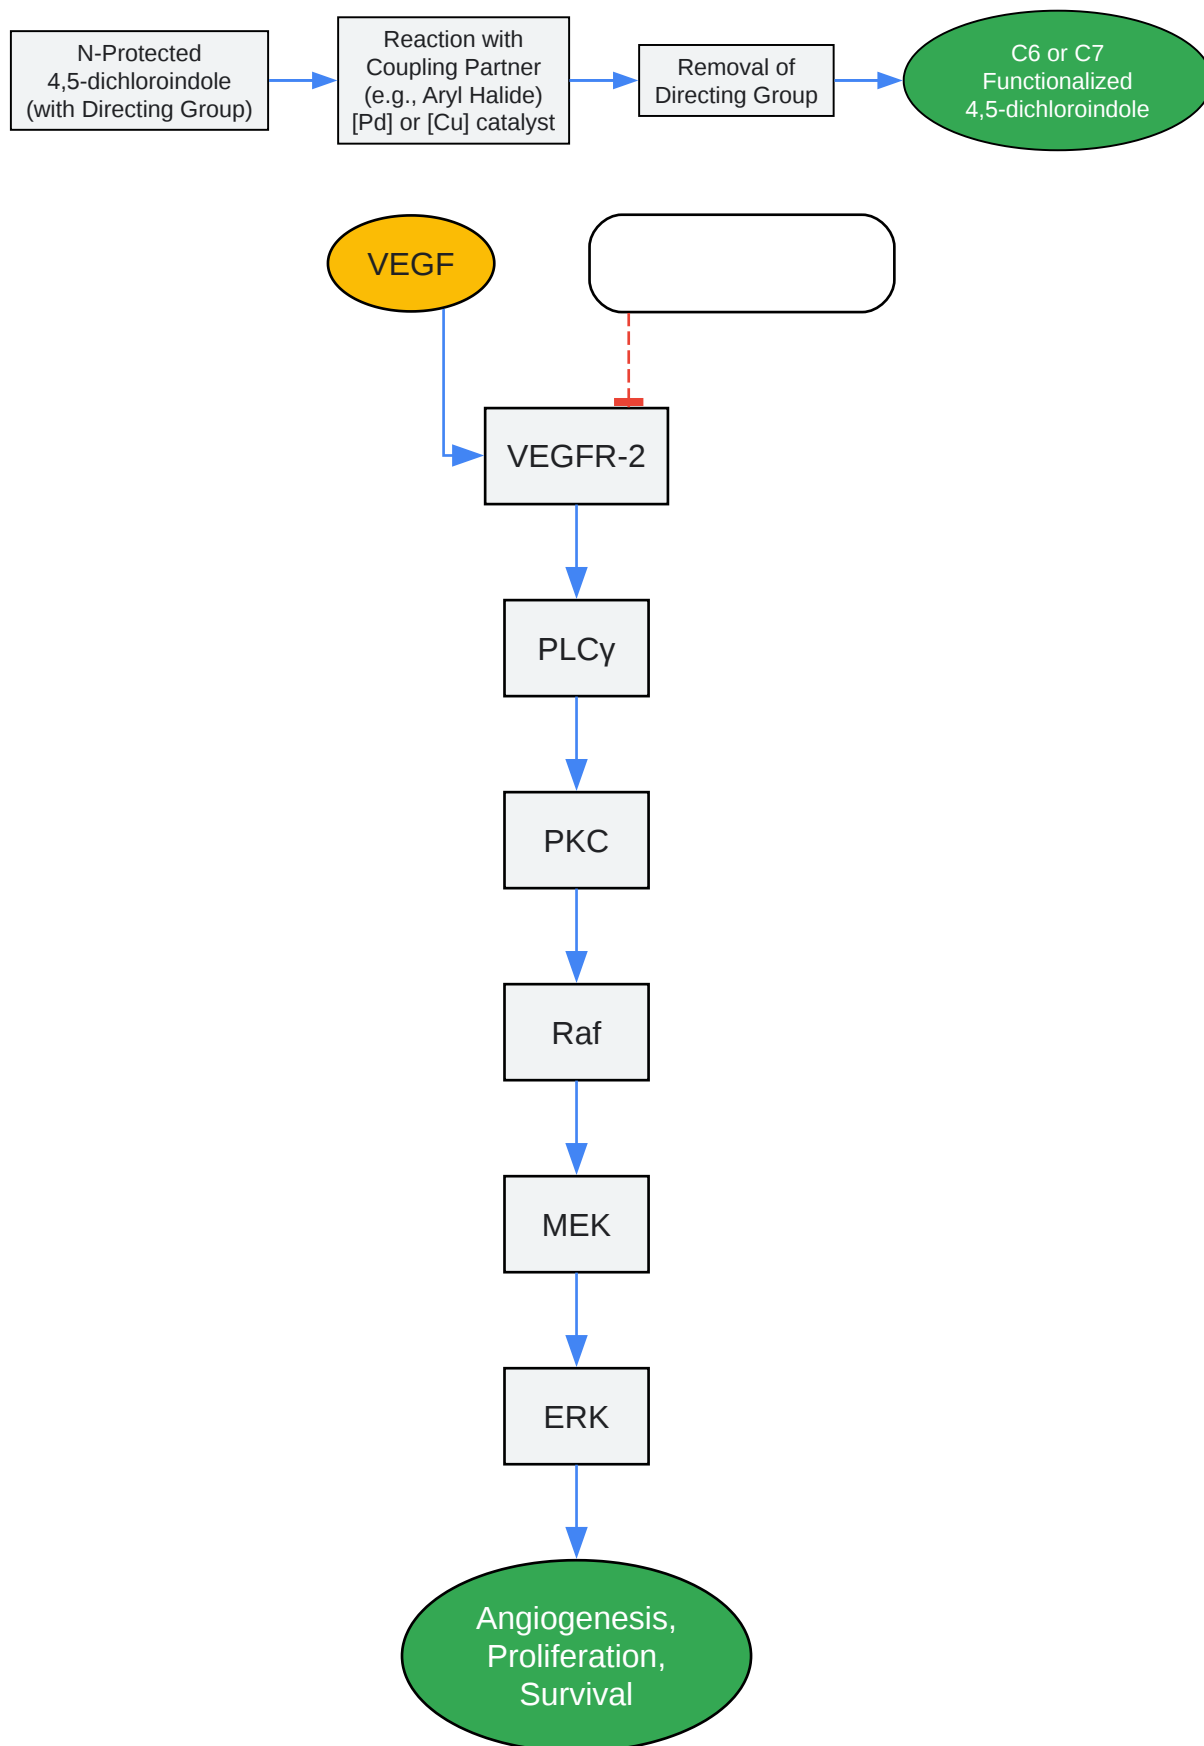 N-Protected
4,5-dichloroindole
(with Directing Group)
Reaction with
Coupling Partner
(e.g., Aryl Halide)
[Pd] or [Cu] catalyst
Removal of
Directing Group
C6 or C7
Functionalized
4,5-dichloroindole
VEGF
VEGFR-2
PLCγ
PKC
Raf
MEK
ERK
Angiogenesis,
Proliferation,
Survival